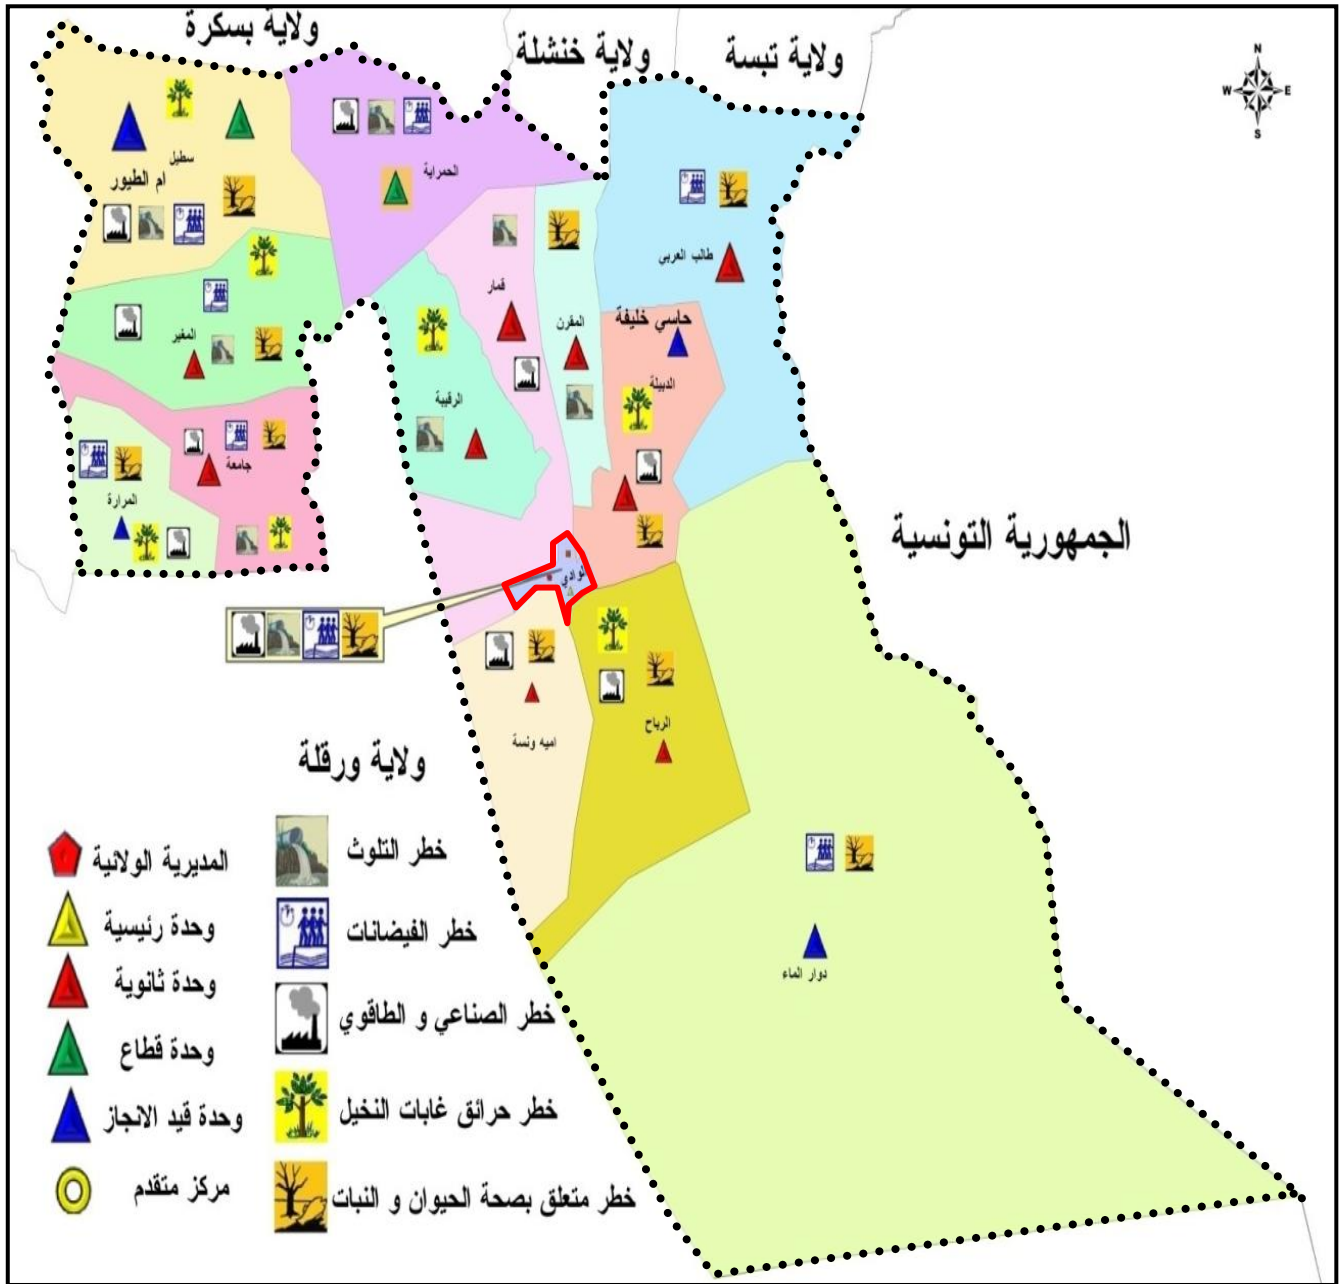 ولاية بسكرة
ولاية خنشلة
ولاية تبسة
N
W
E
S
سطيل
ام الطيور
الحمراية
طالب العربي
قمار
المقرن
حاسي خليفة
الدبيلة
المغير
الرقيبة
جامعة
المرارة
الجمهورية التونسية
لوادي
الرباح
اميه ونسة
ولاية ورقلة
دوار الماء
المديرية الولائية
وحدة رئيسية
وحدة ثانوية
وحدة قطاع
وحدة قيد الانجاز
مركز متقدم
خطر التلوث
خطر الفيضانات
خطر الصناعي و الطاقوي
خطر حرائق غابات النخيل
خطر متعلق بصحة الحيوان و النبات